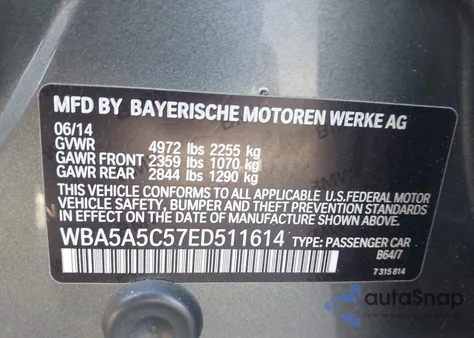 MFD BY BAYERISCHE MOTOREN WERKE AG
06/14
GVWR 4972 lbs 2255 kg
GAWR FRONT 2359 lbs 1070 kg
GAWR REAR 2844 lbs 1290 kg
THIS VEHICLE CONFORMS TO ALL APPLICABLE U.S. FEDERAL MOTOR
VEHICLE SAFETY, BUMPER AND THEFT PREVENTION STANDARDS
IN EFFECT ON THE DATE OF MANUFACTURE SHOWN ABOVE.
WBA5A5C57ED511614 TYPE: PASSENGER CAR
B64/7
7 315 814
autoSnap